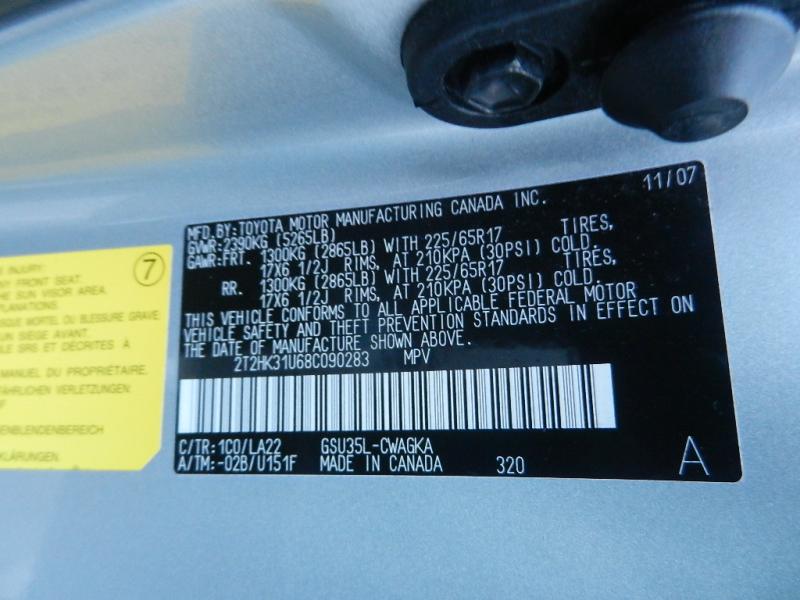 11/07
MFD.BY:TOYOTA MOTOR MANUFACTURING CANADA INC.
GVWR:2390KG (5265LB)
GAWR:FRT. 1300KG (2865LB) WITH 225/65R17 TIRES,
17X6 1/2J RIMS, AT 210KPA (30PSI) COLD.
RR. 1300KG (2865LB) WITH 225/65R17 TIRES,
17X6 1/2J RIMS, AT 210KPA (30PSI) COLD.
THIS VEHICLE CONFORMS TO ALL APPLICABLE FEDERAL MOTOR
VEHICLE SAFETY AND THEFT PREVENTION STANDARDS IN EFFECT ON
THE DATE OF MANUFACTURE SHOWN ABOVE.
2T2HK31U68C090283 MPV
C/TR:1C0/LA22 GSU35L-CWAGKA
A/TM:-02B/U151F MADE IN CANADA 320 A
7
INJURY:
FRONT SEAT.
THE SUN VISOR AREA.
MORTEL OU BLESSURE GRAVE
SIÈGE AVANT.
SRS ET DÉCRITES À
MANUEL DU PROPRIÉTAIRE.
VERLETZUNGEN.